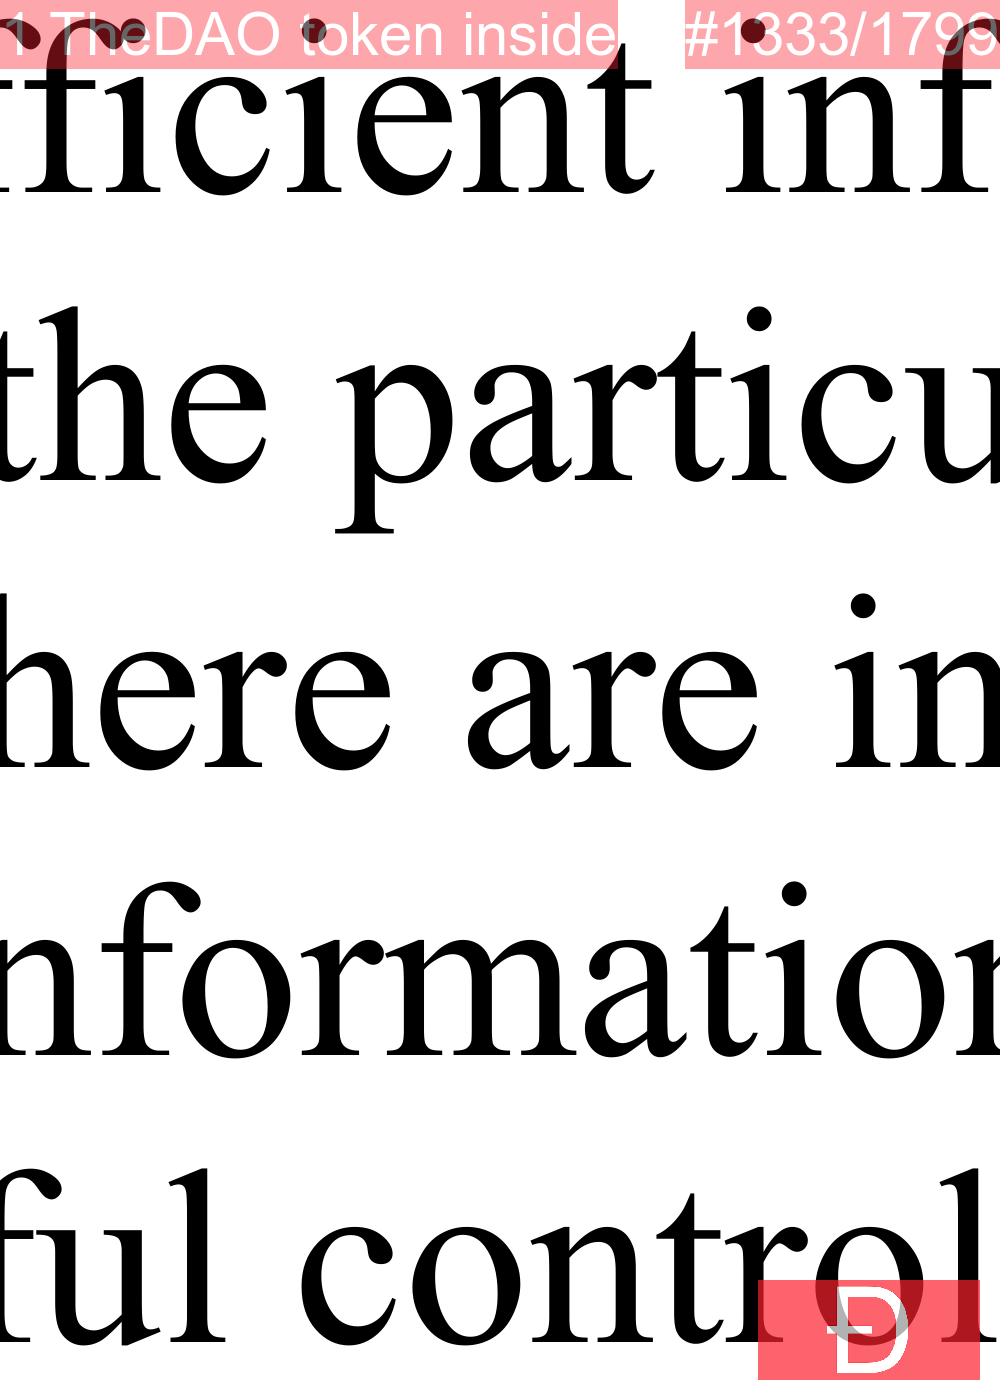 1 TheDAO token inside #1333/1799
fficient inf
the particu
here are in
nformation
ful control
Đ